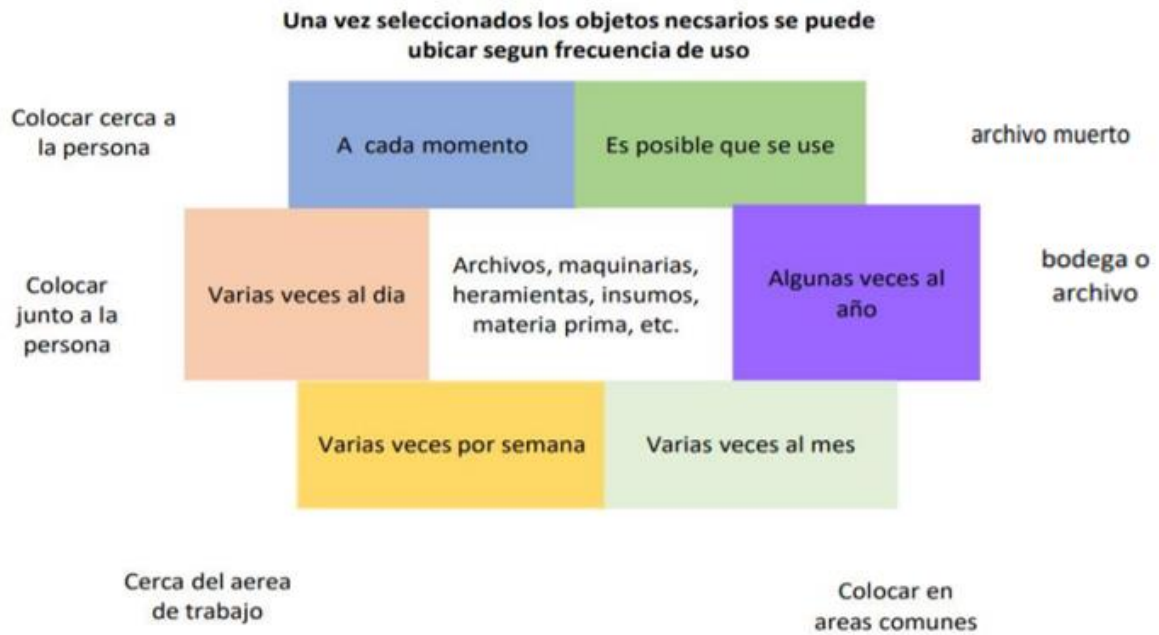 Una vez seleccionados los objetos necsarios se puede
ubicar segun frecuencia de uso
Colocar cerca a
la persona
A cada momento
Es posible que se use
archivo muerto
Colocar
junto a la
persona
Varias veces al dia
Archivos, maquinarias,
heramientas, insumos,
materia prima, etc.
Algunas veces al
año
bodega o
archivo
Varias veces por semana
Varias veces al mes
Cerca del aerea
de trabajo
Colocar en
areas comunes